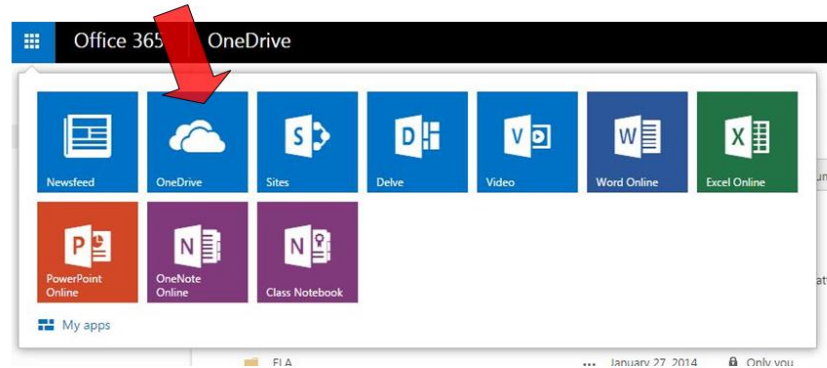 Office 365 OneDrive
Newsfeed OneDrive Sites Delve Video Word Online Excel Online
PowerPoint
Online
OneNote
Online
Class Notebook
My apps
ELA ... January 27, 2014 Only you